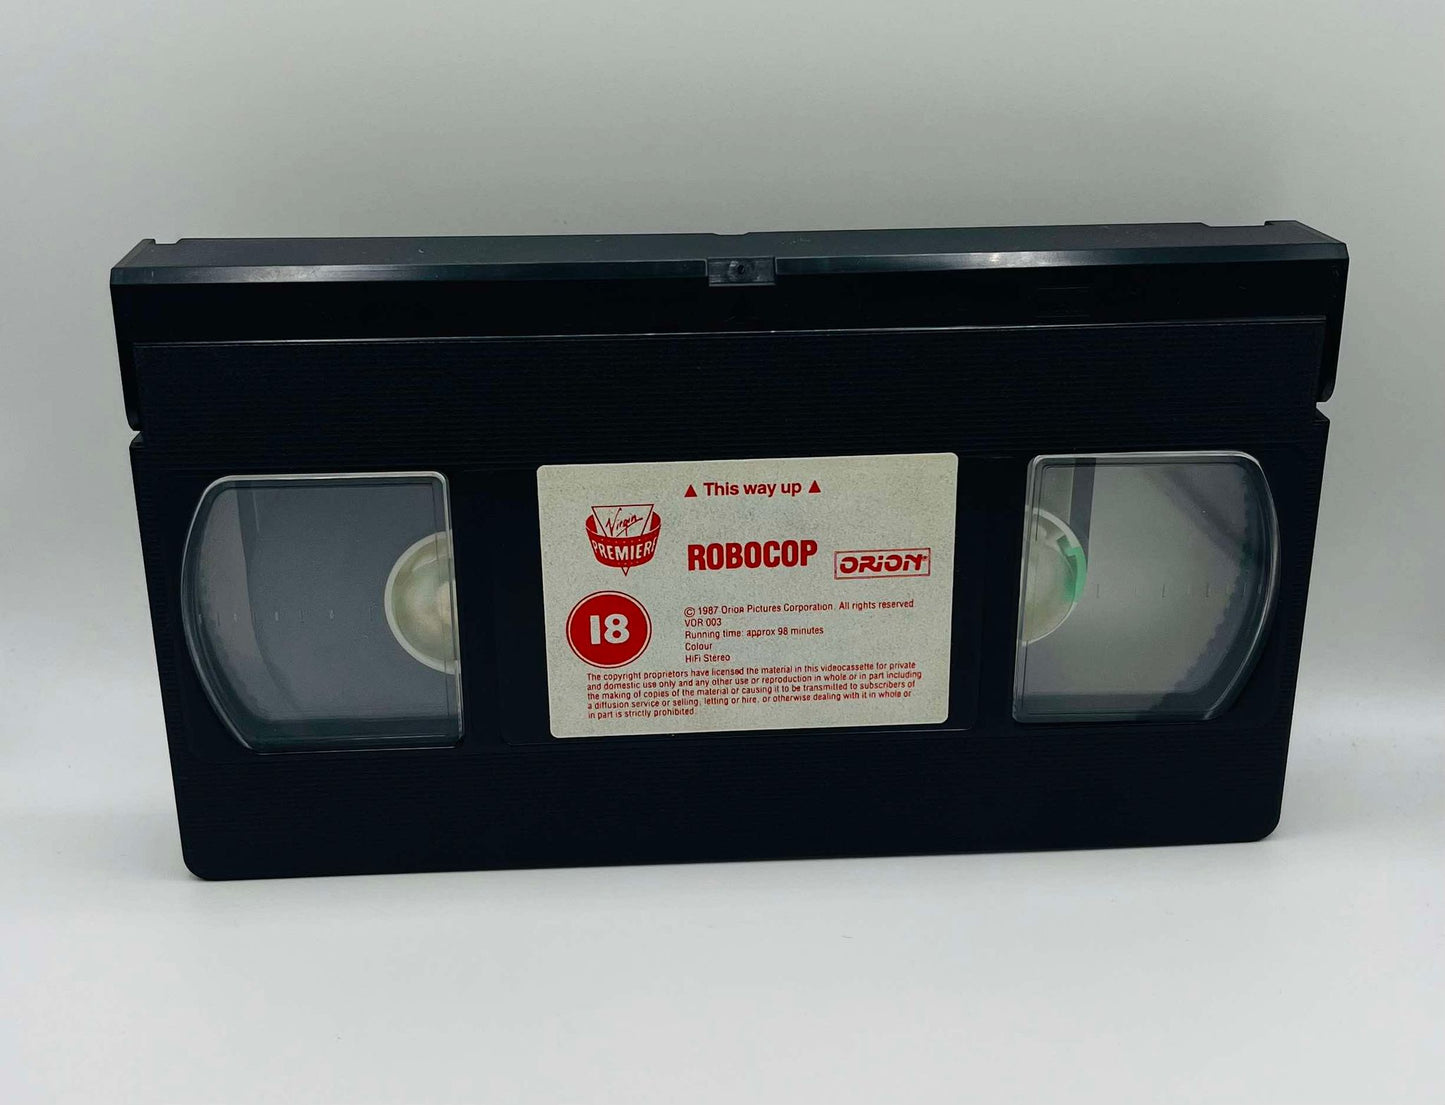 ▲ This way up ▲
Virgin
PREMIERE
ROBOCOP
ORION
18
© 1987 Orion Pictures Corporation. All rights reserved
VOR 003
Running time: approx 98 minutes
Colour
HiFi Stereo
The copyright proprietors have licensed the material in this videocassette for private
and domestic use only and any other use or reproduction in whole or in part including
the making of copies of the material or causing it to be transmitted to subscribers of
a diffusion service or selling, letting or hire, or otherwise dealing with it in whole or
in part is strictly prohibited.